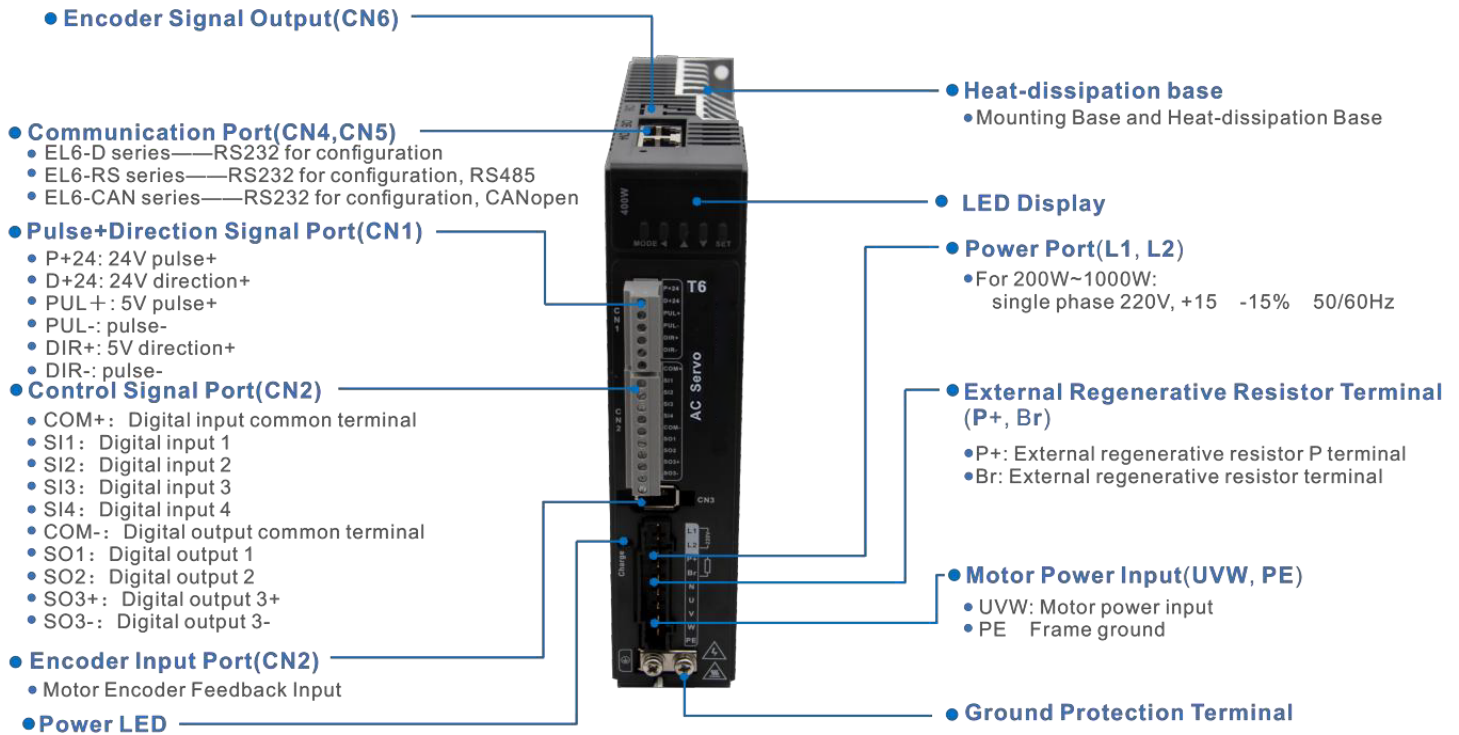 Encoder Signal Output(CN6)
Communication Port(CN4,CN5)
EL6-D series——RS232 for configuration
EL6-RS series——RS232 for configuration, RS485
EL6-CAN series——RS232 for configuration, CANopen
Pulse+Direction Signal Port(CN1)
P+24: 24V pulse+
D+24: 24V direction+
PUL＋: 5V pulse+
PUL-: pulse-
DIR+: 5V direction+
DIR-: pulse-
Control Signal Port(CN2)
COM+: Digital input common terminal
SI1: Digital input 1
SI2: Digital input 2
SI3: Digital input 3
SI4: Digital input 4
COM-: Digital output common terminal
SO1: Digital output 1
SO2: Digital output 2
SO3+: Digital output 3+
SO3-: Digital output 3-
Encoder Input Port(CN2)
Motor Encoder Feedback Input
Power LED
400W
MODE
SET
T6
AC Servo
CN1
P+24
D+24
PUL+
PUL-
DIR+
DIR-
CN2
COM+
SI1
SI2
SI3
SI4
COM-
SO1
SO2
SO3+
SO3-
CN3
Charge
L1
L2
220V
P+
Br
N
U
V
W
PE
Heat-dissipation base
Mounting Base and Heat-dissipation Base
LED Display
Power Port(L1, L2)
For 200W~1000W:
single phase 220V, +15 -15% 50/60Hz
External Regenerative Resistor Terminal
(P+, Br)
P+: External regenerative resistor P terminal
Br: External regenerative resistor terminal
Motor Power Input(UVW, PE)
UVW: Motor power input
PE Frame ground
Ground Protection Terminal